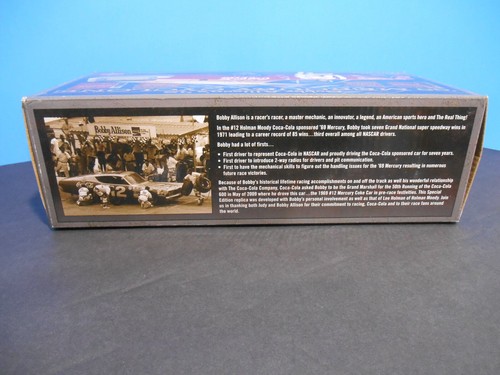 Bobby Allison is a racer's racer, a master mechanic, an innovator, a legend, an American sports hero and The Real Thing!
In the #12 Holman Moody Coca-Cola sponsored '69 Mercury, Bobby took seven Grand National super speedway wins in
1971 leading to a career record of 85 wins....third overall among all NASCAR drivers.
Bobby had a lot of firsts....
• First driver to represent Coca-Cola in NASCAR and proudly driving the Coca-Cola sponsored car for seven years.
• First driver to introduce 2-way radios for drivers and pit communication.
• First to have the mechanical skills to figure out the handling issues for the '69 Mercury resulting in numerous
future race victories.
Because of Bobby's historical lifetime racing accomplishments on and off the track as well his wonderful relationship
with The Coca-Cola Company, Coca-Cola asked Bobby to be the Grand Marshall for the 50th Running of the Coca-Cola
600 in May of 2009 where he drove this car....the 1969 #12 Mercury Coke Car in pre-race festivities. This Special
Edition replica was developed with Bobby's personal involvement as well as that of Lee Holman of Holman Moody. Join
us in thanking both Judy and Bobby Allison for their commitment to racing, Coca-Cola and to their race fans around
the world.
Bobby Allison
12